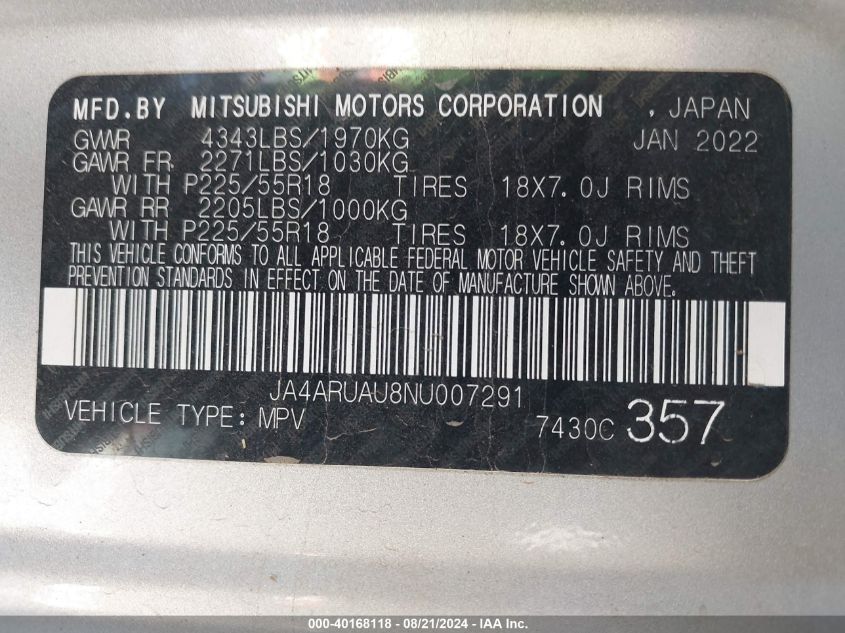 MFD.BY MITSUBISHI MOTORS CORPORATION , JAPAN
GWWR 4343LBS/1970KG JAN 2022
GAWR FR 2271LBS/1030KG
WITH P225/55R18 TIRES 18X7.0J RIMS
GAWR RR 2205LBS/1000KG
WITH P225/55R18 TIRES 18X7.0J RIMS
THIS VEHICLE CONFORMS TO ALL APPLICABLE FEDERAL MOTOR VEHICLE SAFETY AND THEFT
PREVENTION STANDARDS IN EFFECT ON THE DATE OF MANUFACTURE SHOWN ABOVE.
JA4ARUAU8NU007291
VEHICLE TYPE: MPV 7430C 357
000-40168118 - 08/21/2024 - IAA, Inc.